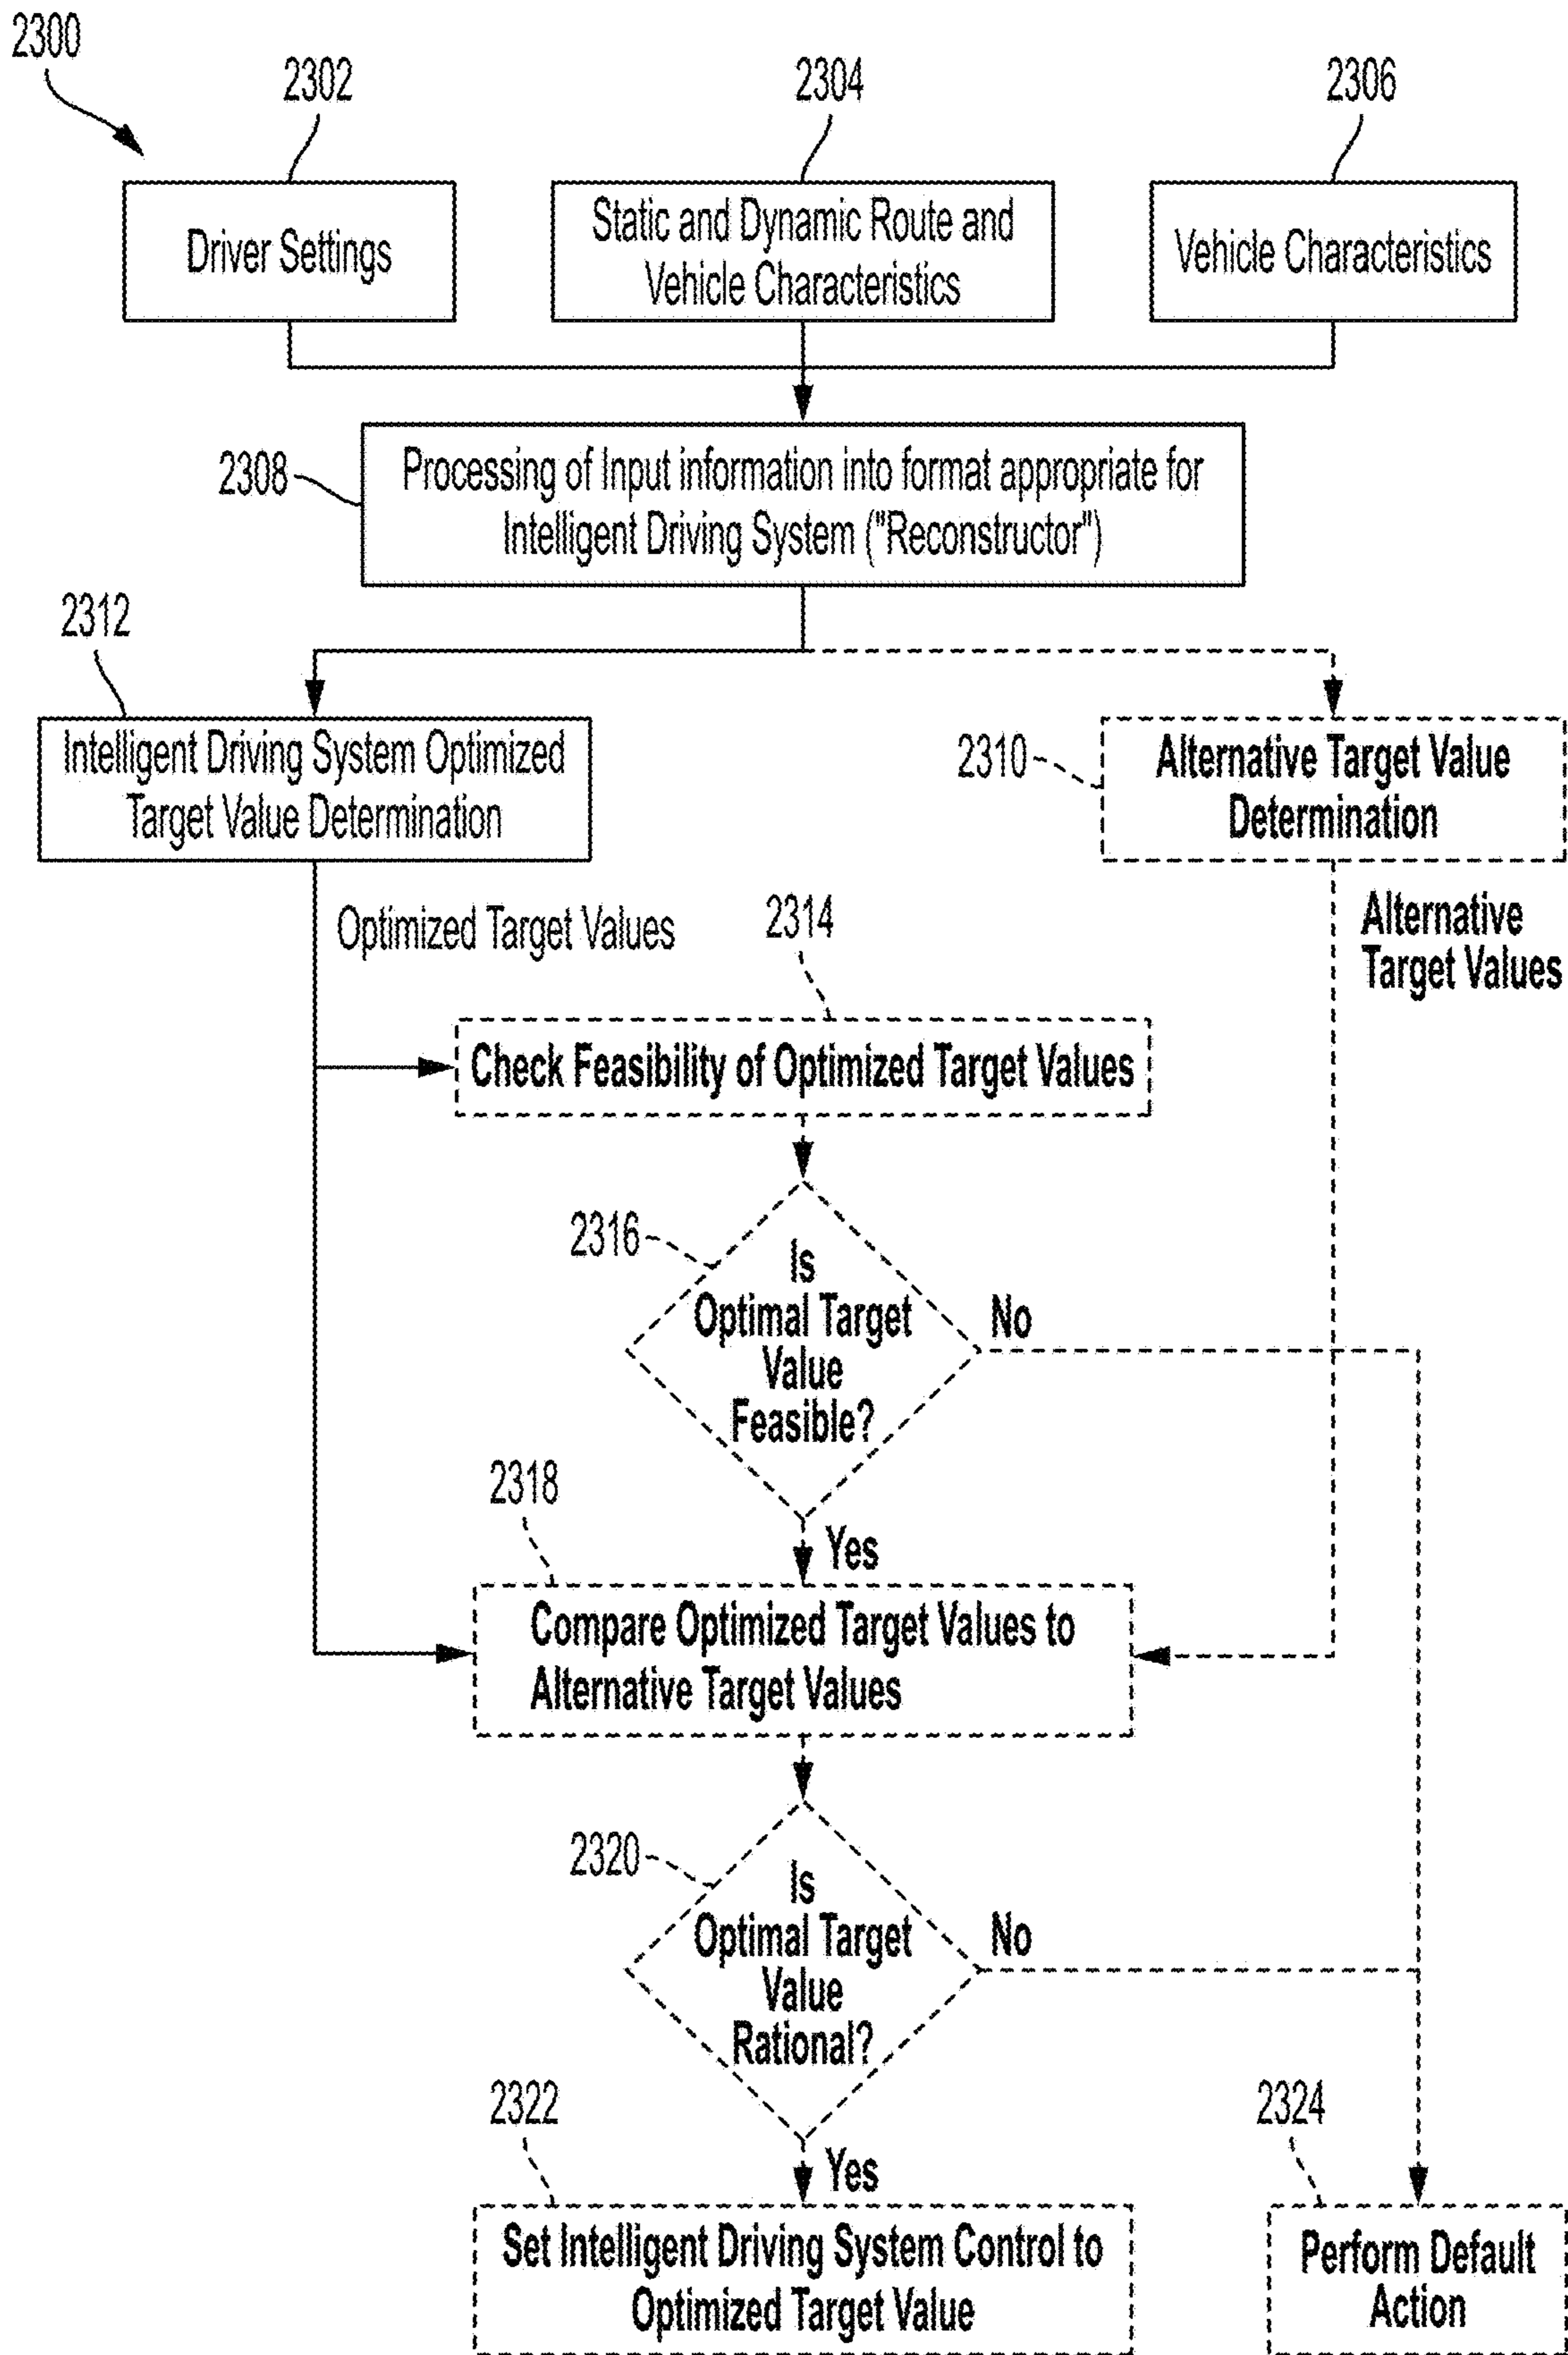 2300
2302
2304
2306
Driver Settings
Static and Dynamic Route and
Vehicle Characteristics
Vehicle Characteristics
2308
Processing of Input information into format appropriate for
Intelligent Driving System ("Reconstructor")
2312
Intelligent Driving System Optimized
Target Value Determination
2310
Alternative Target Value
Determination
Optimized Target Values
Alternative
Target Values
2314
Check Feasibility of Optimized Target Values
2316
Is
Optimal Target
Value
Feasible?
No
Yes
2318
Compare Optimized Target Values to
Alternative Target Values
2320
Is
Optimal Target
Value
Rational?
No
Yes
2322
Set Intelligent Driving System Control to
Optimized Target Value
2324
Perform Default
Action